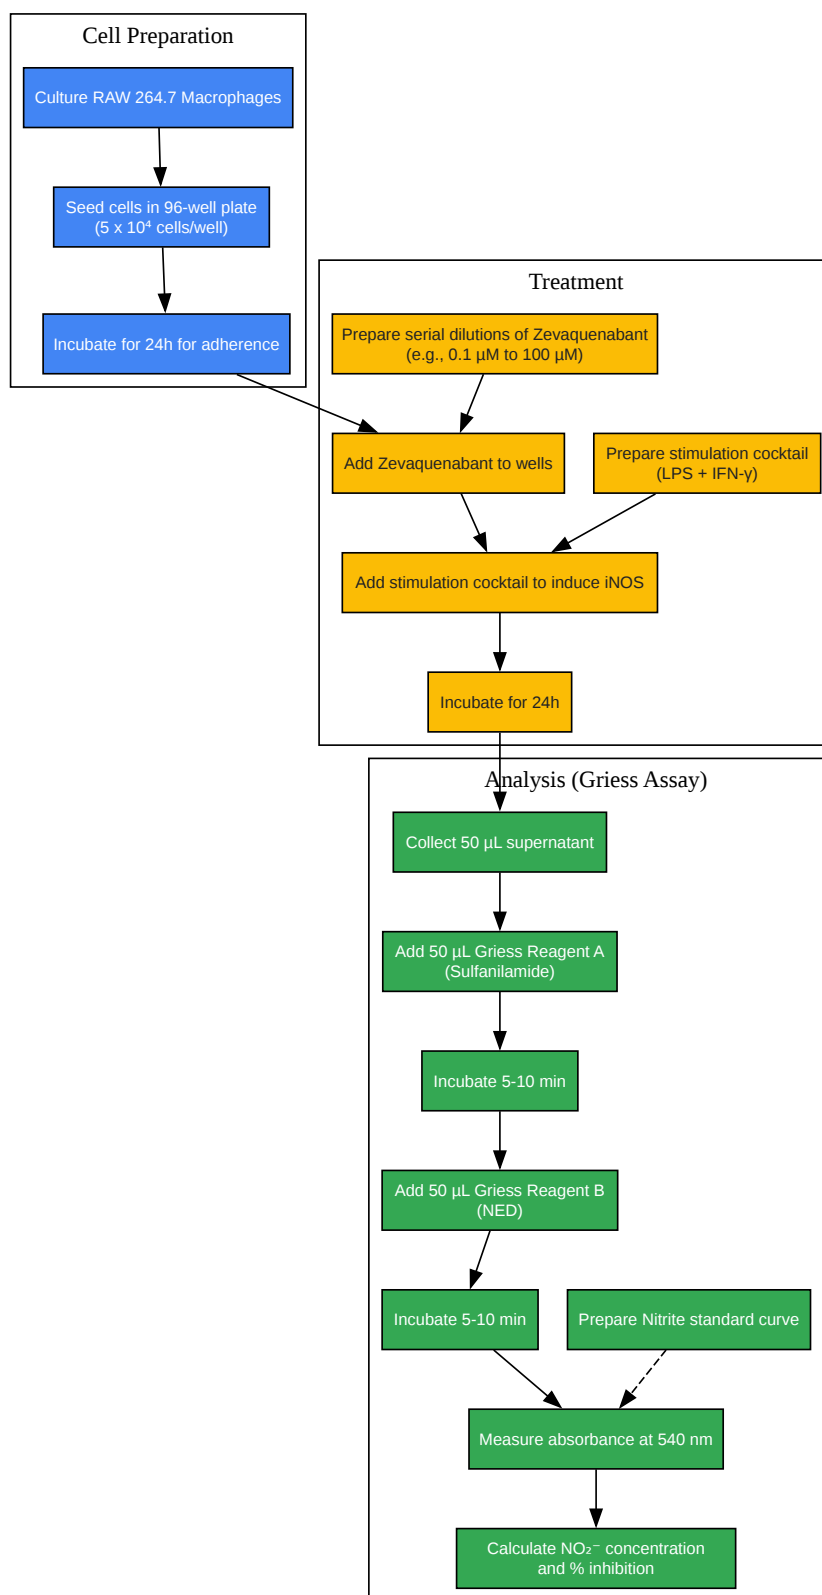 Cell Preparation
Culture RAW 264.7 Macrophages
Seed cells in 96-well plate
(5 x 10⁴ cells/well)
Incubate for 24h for adherence
Treatment
Prepare serial dilutions of Zevaquenabant
(e.g., 0.1 µM to 100 µM)
Add Zevaquenabant to wells
Prepare stimulation cocktail
(LPS + IFN-γ)
Add stimulation cocktail to induce iNOS
Incubate for 24h
Analysis (Griess Assay)
Collect 50 µL supernatant
Add 50 µL Griess Reagent A
(Sulfanilamide)
Incubate 5-10 min
Add 50 µL Griess Reagent B
(NED)
Incubate 5-10 min
Prepare Nitrite standard curve
Measure absorbance at 540 nm
Calculate NO₂⁻ concentration
and % inhibition